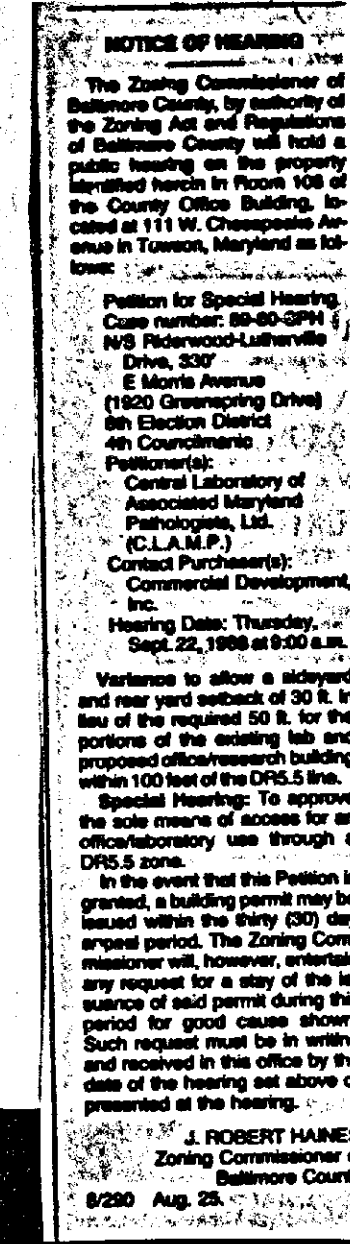 NOTICE OF HEARING
The Zoning Commissioner of
Baltimore County, by authority of
the Zoning Act and Regulations
of Baltimore County will hold a
public hearing on the property
identified herein in Room 106 of
the County Office Building, lo-
cated at 111 W. Chesapeake Av-
enue in Towson, Maryland as fol-
lows:
Petition for Special Hearing
Case number: 89-80-SPH
N/S Riderwood-Lutherville
Drive, 330'
E Morris Avenue
(1920 Greenspring Drive)
8th Election District
4th Councilmanic
Petitioner(s):
Central Laboratory of
Associated Maryland
Pathologists, Ltd.
(C.L.A.M.P.)
Contact Purchaser(s):
Commercial Development,
Inc.
Hearing Date: Thursday,
Sept. 22, 1988 at 9:00 a.m.
Variance to allow a sideyard
and rear yard setback of 30 ft. in
lieu of the required 50 ft. for the
portions of the existing lab and
proposed office/research building
within 100 feet of the DR5.5 line.
Special Hearing: To approve
the sole means of access for an
office/laboratory use through a
DR5.5 zone.
In the event that this Petition is
granted, a building permit may be
issued within the thirty (30) day
appeal period. The Zoning Com
missioner will, however, entertain
any request for a stay of the is
suance of said permit during this
period for good cause shown
Such request must be in writin
and received in this office by the
date of the hearing set above o
presented at the hearing.
J. ROBERT HAINES
Zoning Commissioner o
Baltimore Count
8/290 Aug. 25.